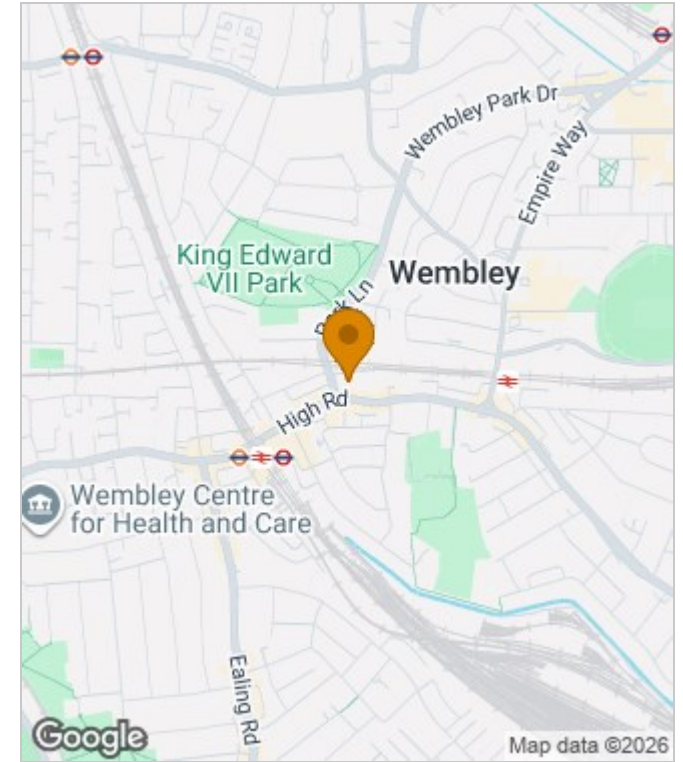 Wembley Park Dr
Empire Way
King Edward
VII Park
Wembley
Park Ln
High Rd
Wembley Centre
for Health and Care
Ealing Rd
Google
Map data ©2026